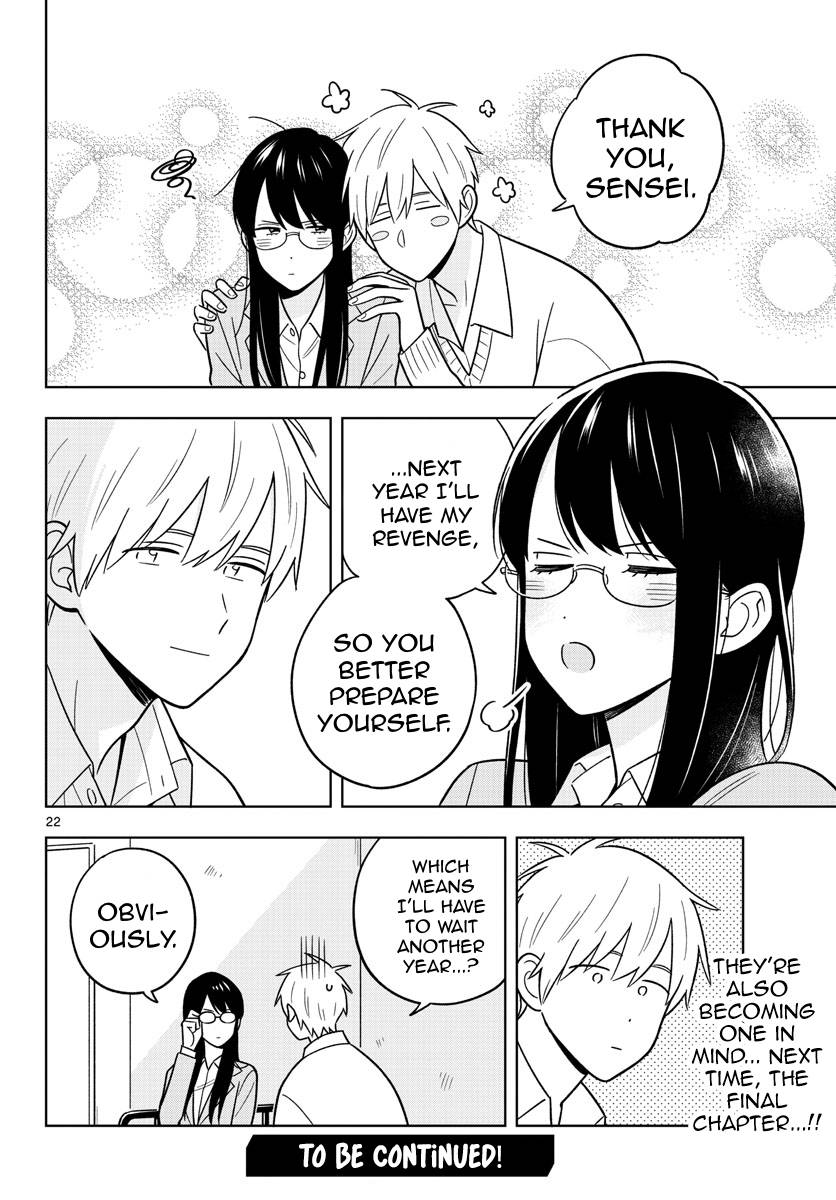 THANK
YOU,
SENSEI.
...NEXT
YEAR I'LL
HAVE MY
REVENGE,
SO YOU
BETTER
PREPARE
YOURSELF.
22
THEY'RE
ALSO
BECOMING
ONE IN
MIND... NEXT
TIME, THE
FINAL
CHAPTER...!!
WHICH
MEANS
I'LL HAVE
TO WAIT
ANOTHER
YEAR...?
OBVI-
OUSLY.
TO BE CONTINUED!